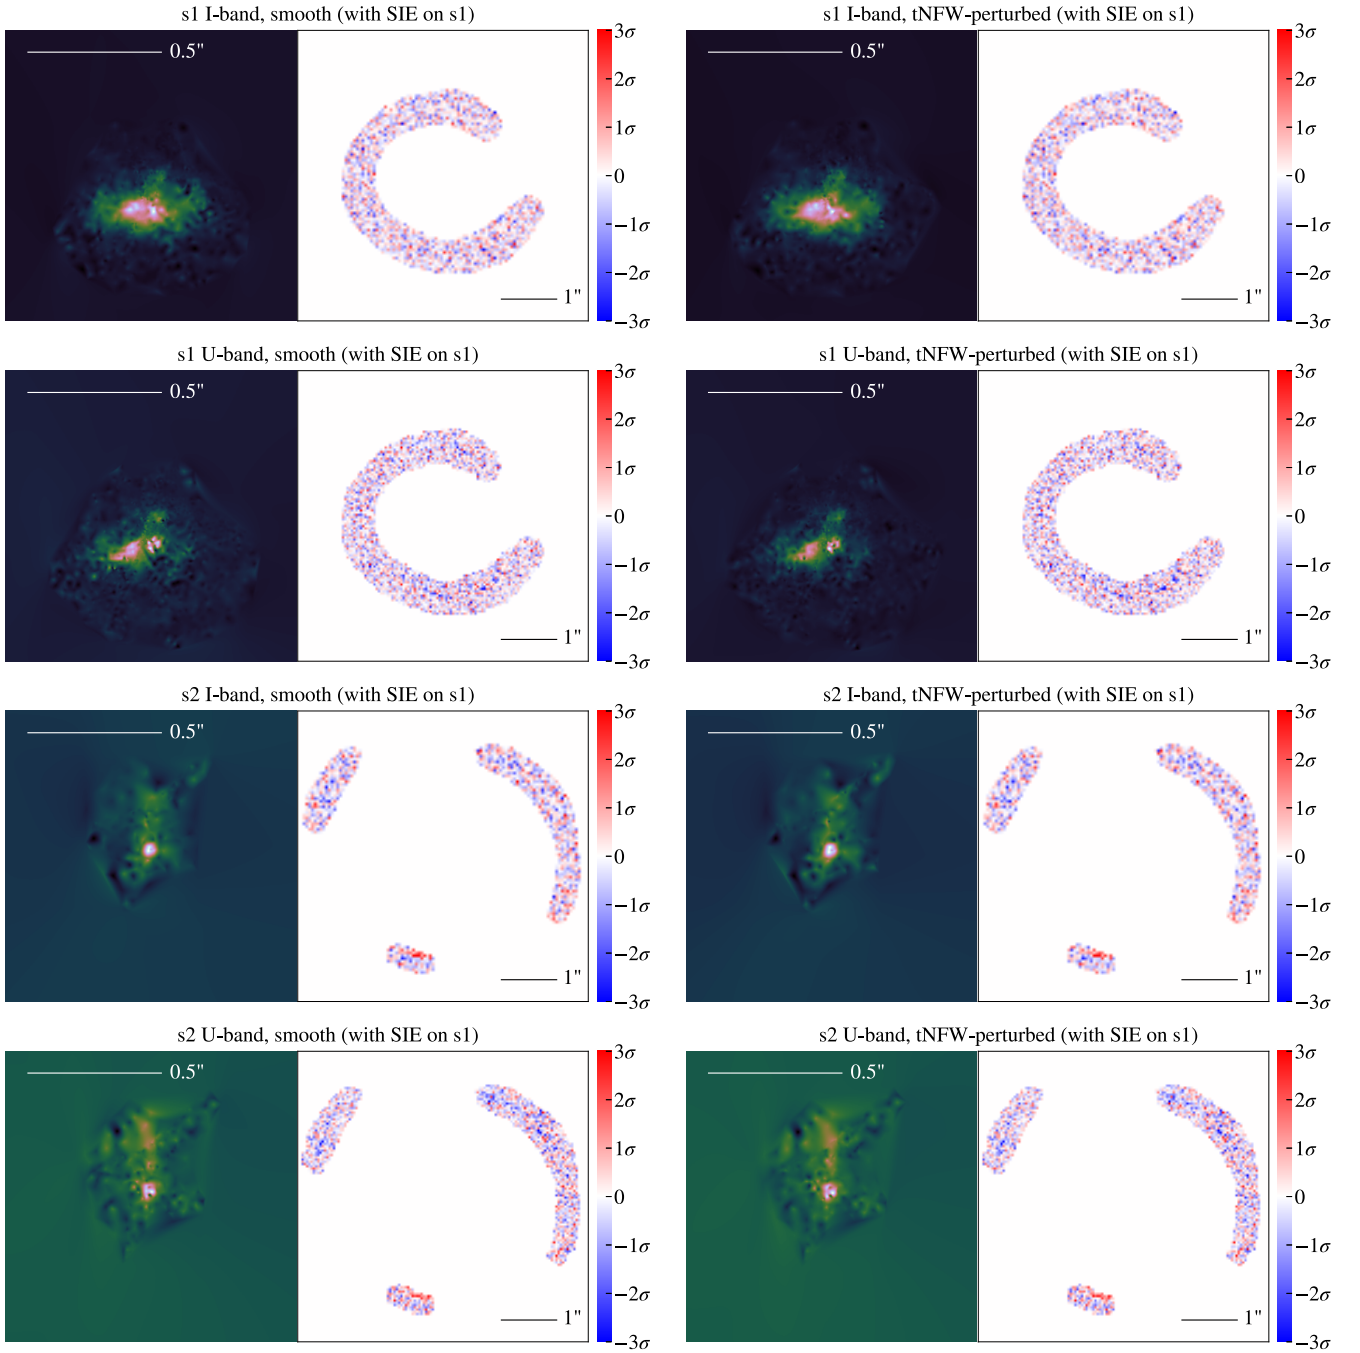 s1 I-band, smooth (with SIE on s1)
0.5"
1"
3σ
2σ
1σ
0
−1σ
−2σ
−3σ
s1 I-band, tNFW-perturbed (with SIE on s1)
0.5"
1"
3σ
2σ
1σ
0
−1σ
−2σ
−3σ
s1 U-band, smooth (with SIE on s1)
0.5"
1"
3σ
2σ
1σ
0
−1σ
−2σ
−3σ
s1 U-band, tNFW-perturbed (with SIE on s1)
0.5"
1"
3σ
2σ
1σ
0
−1σ
−2σ
−3σ
s2 I-band, smooth (with SIE on s1)
0.5"
1"
3σ
2σ
1σ
0
−1σ
−2σ
−3σ
s2 I-band, tNFW-perturbed (with SIE on s1)
0.5"
1"
3σ
2σ
1σ
0
−1σ
−2σ
−3σ
s2 U-band, smooth (with SIE on s1)
0.5"
1"
3σ
2σ
1σ
0
−1σ
−2σ
−3σ
s2 U-band, tNFW-perturbed (with SIE on s1)
0.5"
1"
3σ
2σ
1σ
0
−1σ
−2σ
−3σ